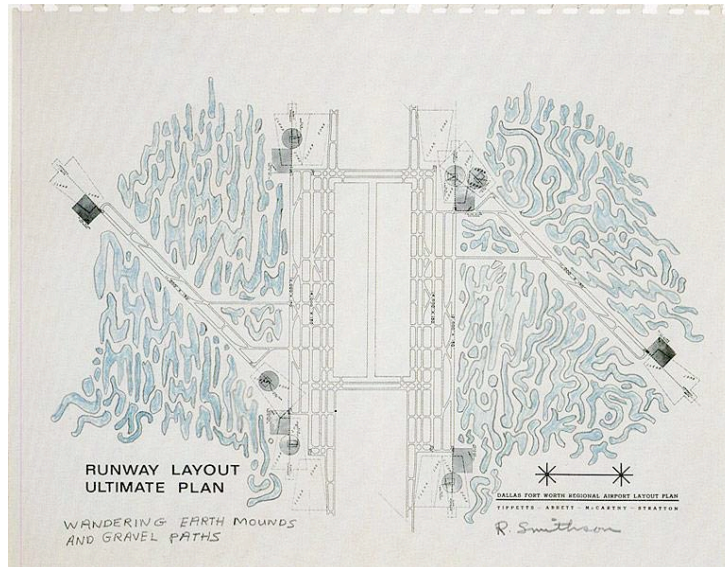 RUNWAY LAYOUT
ULTIMATE PLAN
WANDERING EARTH MOUNDS
AND GRAVEL PATHS
DALLAS FORT WORTH REGIONAL AIRPORT LAYOUT PLAN
TIPPETTS - ABBETT - McCARTHY - STRATTON
R. Smithson